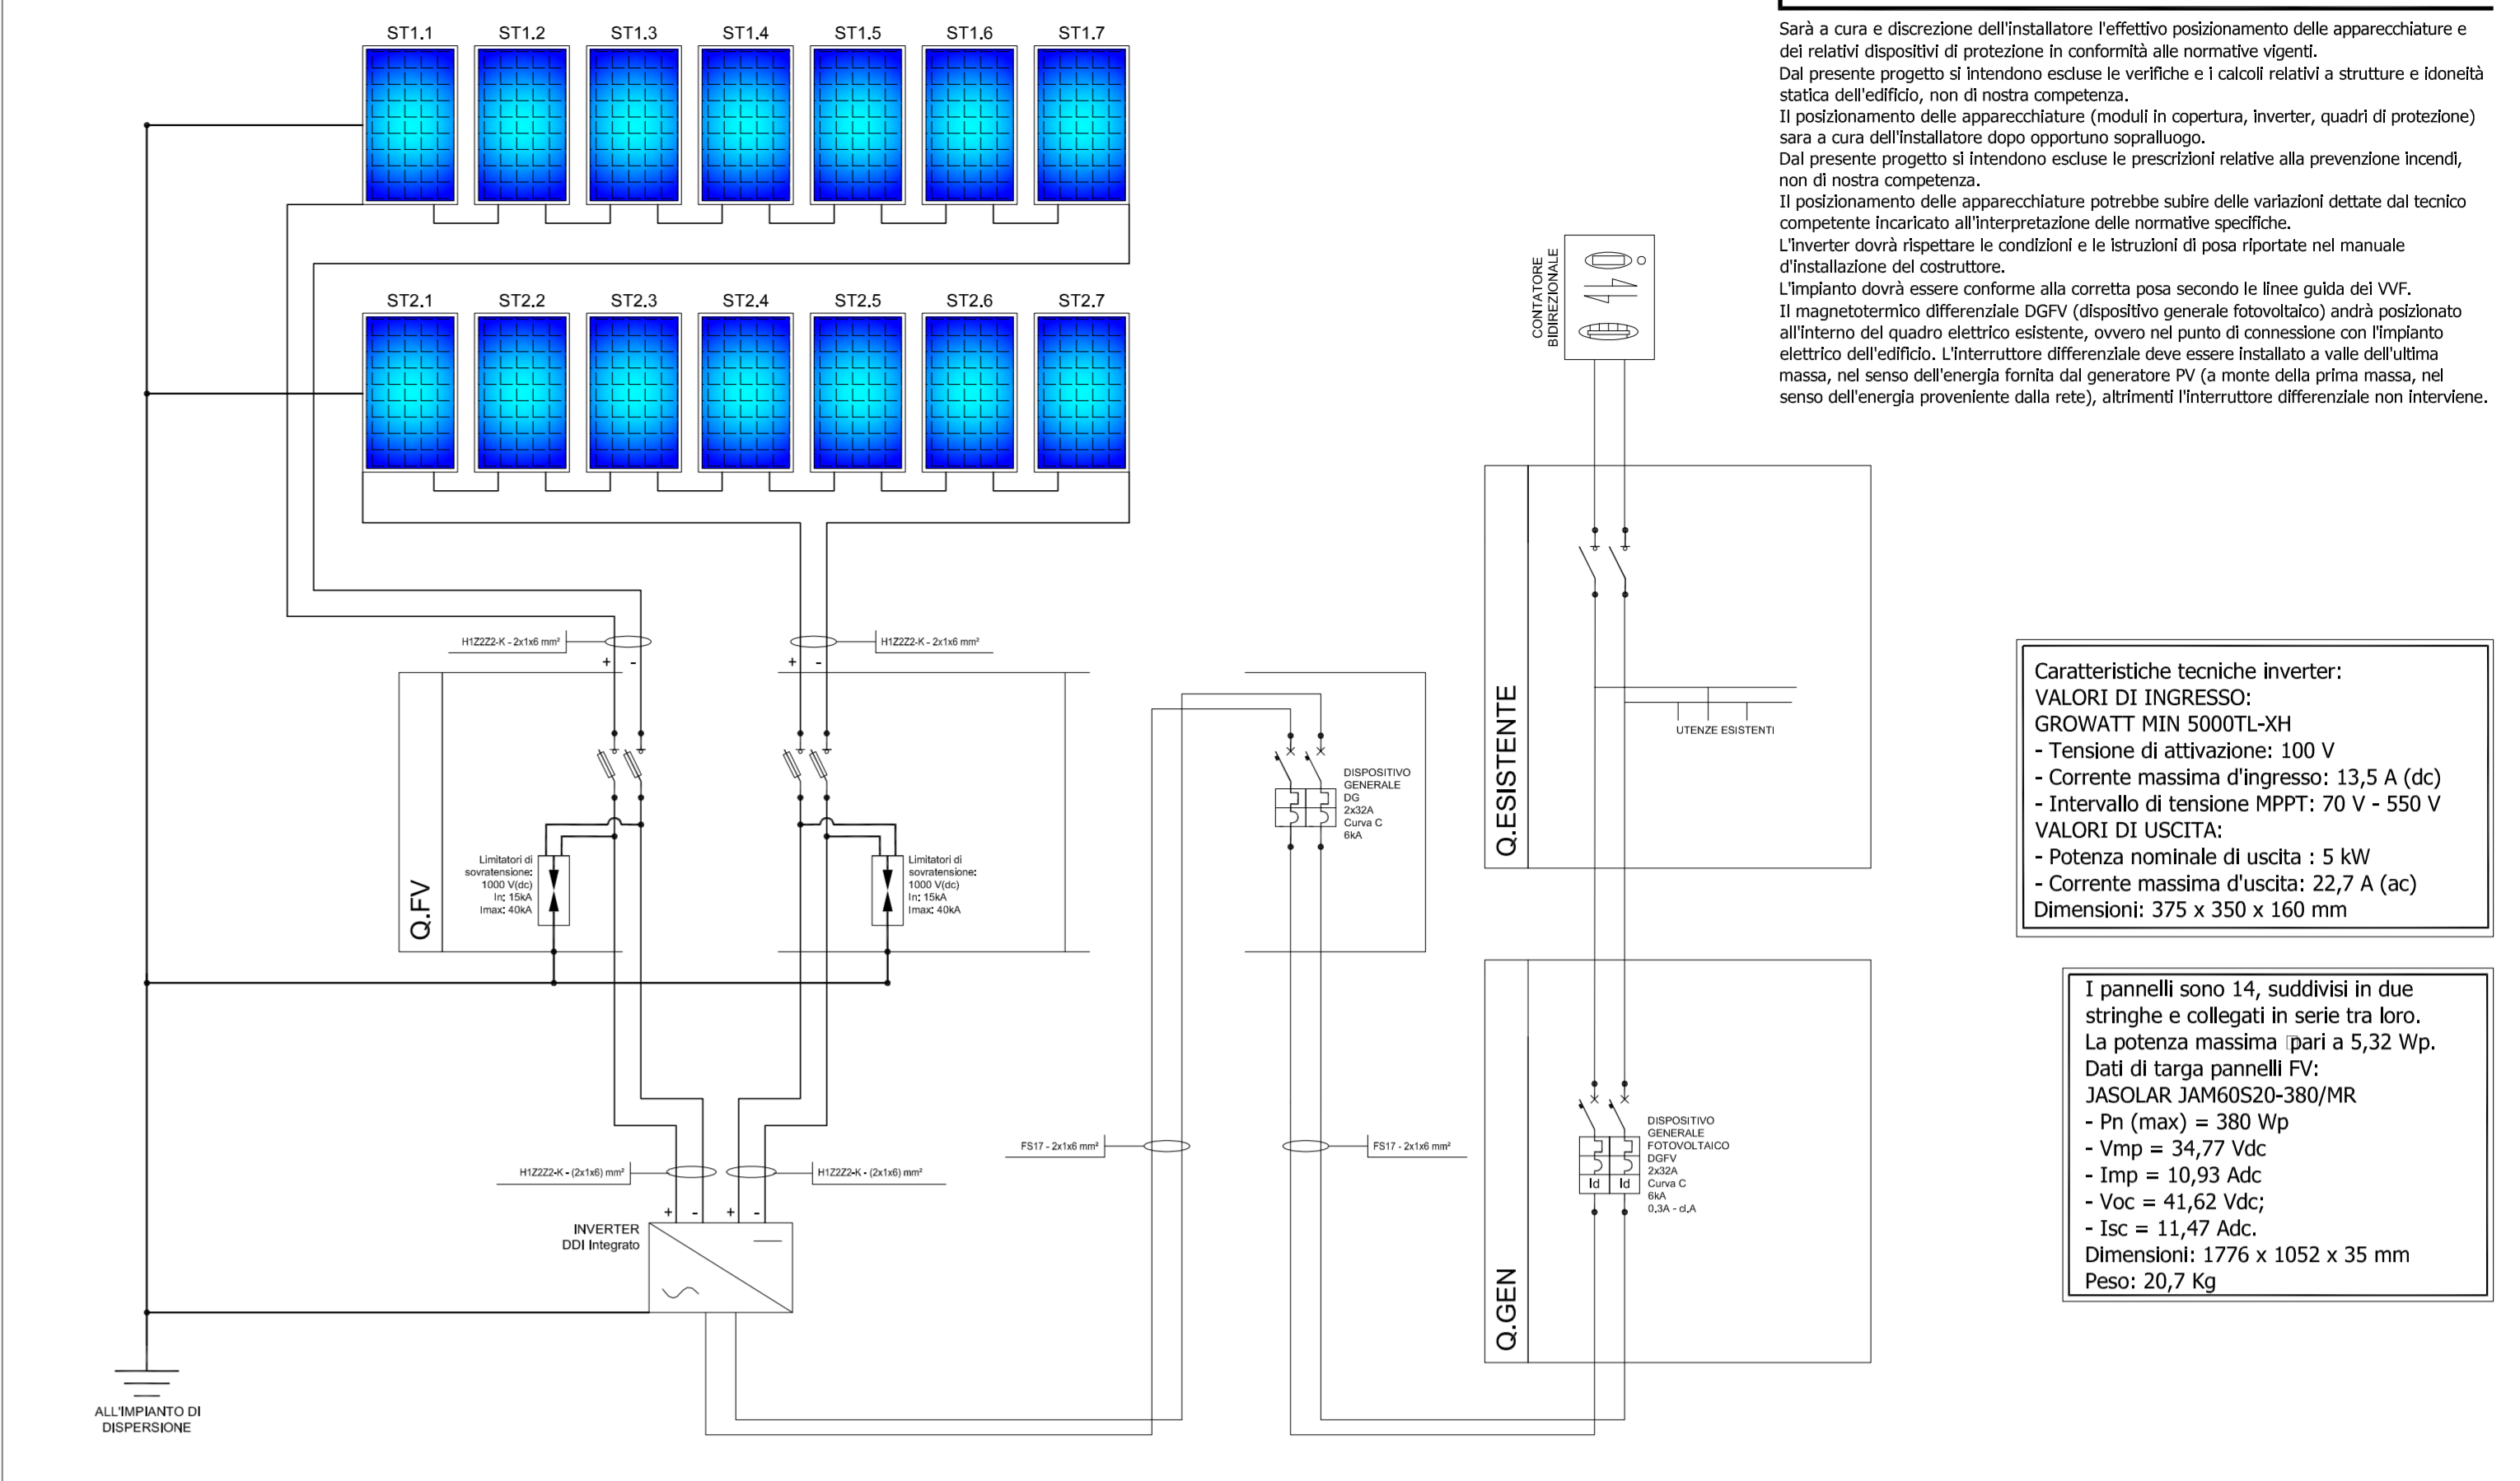 ST1.1
ST1.2
ST1.3
ST1.4
ST1.5
ST1.6
ST1.7
ST2.1
ST2.2
ST2.3
ST2.4
ST2.5
ST2.6
ST2.7
H1Z2Z2-K - 2x1x6 mm²
+ -
H1Z2Z2-K - 2x1x6 mm²
+ -
Q.FV
Limitatori di
sovratensione:
1000 V(dc)
In: 15kA
Imax: 40kA
Limitatori di
sovratensione:
1000 V(dc)
In: 15kA
Imax: 40kA
H1Z2Z2-K - (2x1x6) mm²
H1Z2Z2-K - (2x1x6) mm²
+ - + -
INVERTER
DDI Integrato
ALL'IMPIANTO DI
DISPERSIONE
FS17 - 2x1x6 mm²
FS17 - 2x1x6 mm²
DISPOSITIVO
GENERALE
DG
2x32A
Curva C
6kA
CONTATORE
BIDIREZIONALE
Q.ESISTENTE
UTENZE ESISTENTI
Q.GEN
Id Id
DISPOSITIVO
GENERALE
FOTOVOLTAICO
DGFV
2x32A
Curva C
6kA
0.3A - cl.A
Sarà a cura e discrezione dell'installatore l'effettivo posizionamento delle apparecchiature e
dei relativi dispositivi di protezione in conformità alle normative vigenti.
Dal presente progetto si intendono escluse le verifiche e i calcoli relativi a strutture e idoneità
statica dell'edificio, non di nostra competenza.
Il posizionamento delle apparecchiature (moduli in copertura, inverter, quadri di protezione)
sara a cura dell'installatore dopo opportuno sopralluogo.
Dal presente progetto si intendono escluse le prescrizioni relative alla prevenzione incendi,
non di nostra competenza.
Il posizionamento delle apparecchiature potrebbe subire delle variazioni dettate dal tecnico
competente incaricato all'interpretazione delle normative specifiche.
L'inverter dovrà rispettare le condizioni e le istruzioni di posa riportate nel manuale
d'installazione del costruttore.
L'impianto dovrà essere conforme alla corretta posa secondo le linee guida dei VVF.
Il magnetotermico differenziale DGFV (dispositivo generale fotovoltaico) andrà posizionato
all'interno del quadro elettrico esistente, ovvero nel punto di connessione con l'impianto
elettrico dell'edificio. L'interruttore differenziale deve essere installato a valle dell'ultima
massa, nel senso dell'energia fornita dal generatore PV (a monte della prima massa, nel
senso dell'energia proveniente dalla rete), altrimenti l'interruttore differenziale non interviene.
Caratteristiche tecniche inverter:
VALORI DI INGRESSO:
GROWATT MIN 5000TL-XH
- Tensione di attivazione: 100 V
- Corrente massima d'ingresso: 13,5 A (dc)
- Intervallo di tensione MPPT: 70 V - 550 V
VALORI DI USCITA:
- Potenza nominale di uscita : 5 kW
- Corrente massima d'uscita: 22,7 A (ac)
Dimensioni: 375 x 350 x 160 mm
I pannelli sono 14, suddivisi in due
stringhe e collegati in serie tra loro.
La potenza massima pari a 5,32 Wp.
Dati di targa pannelli FV:
JASOLAR JAM60S20-380/MR
- Pn (max) = 380 Wp
- Vmp = 34,77 Vdc
- Imp = 10,93 Adc
- Voc = 41,62 Vdc;
- Isc = 11,47 Adc.
Dimensioni: 1776 x 1052 x 35 mm
Peso: 20,7 Kg